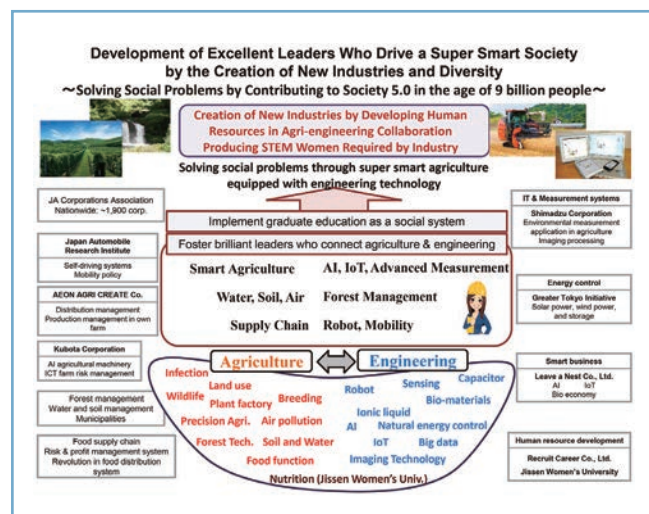 Development of Excellent Leaders Who Drive a Super Smart Society
by the Creation of New Industries and Diversity
～Solving Social Problems by Contributing to Society 5.0 in the age of 9 billion people～
Creation of New Industries by Developing Human
Resources in Agri-engineering Collaboration
Producing STEM Women Required by Industry
Solving social problems through super smart agriculture
equipped with engineering technology
Implement graduate education as a social system
Foster brilliant leaders who connect agriculture & engineering
Smart Agriculture
AI, IoT, Advanced Measurement
Water, Soil, Air
Forest Management
Supply Chain
Robot, Mobility
JA Corporations Association
Nationwide: ~1,900 corp.
Japan Automobile
Research Institute
Self-driving systems
Mobility policy
AEON AGRI CREATE Co.
Distribution management
Production management in own
farm
Kubota Corporation
AI agricultural machinery
ICT farm risk management
Forest management
Water and soil management
Municipalities
Food supply chain
Risk & profit management system
Revolution in food distribution
system
Agriculture
Engineering
Infection
Land use
Wildlife
Breeding
Plant factory
Precision Agri.
Air pollution
Forest Tech.
Soil and Water
Food function
Robot
Sensing
Capacitor
Bio-materials
Ionic liquid
AI
Natural energy control
IoT
Big data
Imaging Technology
Nutrition (Jissen Women's Univ.)
IT & Measurement systems
Shimadzu Corporation
Environmental measurement
application in agriculture
Imaging processing
Energy control
Greater Tokyo Initiative
Solar power, wind power,
and storage
Smart business
Leave a Nest Co., Ltd.
AI IoT
Bio economy
Human resource development
Recruit Career Co., Ltd.
Jissen Women's University